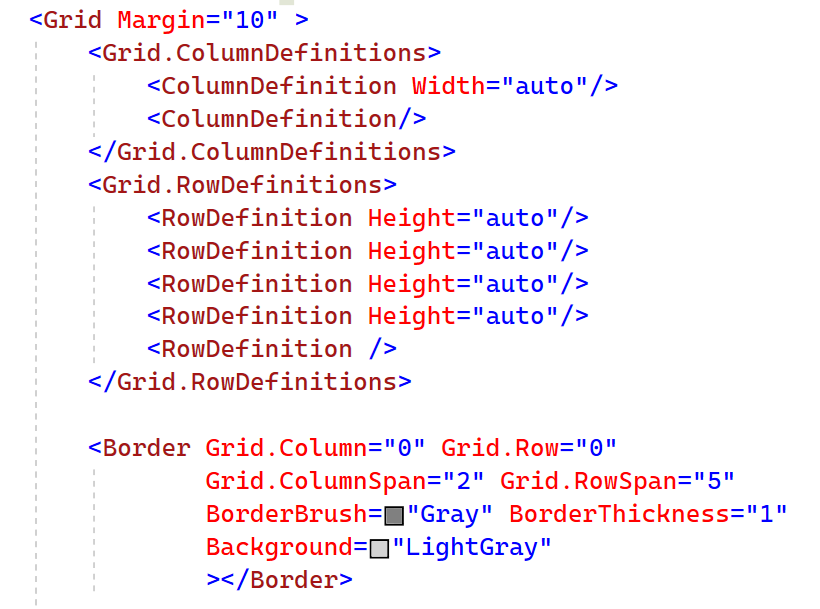 <Grid Margin="10" >
<Grid.ColumnDefinitions>
<ColumnDefinition Width="auto"/>
<ColumnDefinition/>
</Grid.ColumnDefinitions>
<Grid.RowDefinitions>
<RowDefinition Height="auto"/>
<RowDefinition Height="auto"/>
<RowDefinition Height="auto"/>
<RowDefinition Height="auto"/>
<RowDefinition />
</Grid.RowDefinitions>
<Border Grid.Column="0" Grid.Row="0"
Grid.ColumnSpan="2" Grid.RowSpan="5"
BorderBrush="Gray" BorderThickness="1"
Background="LightGray"
></Border>